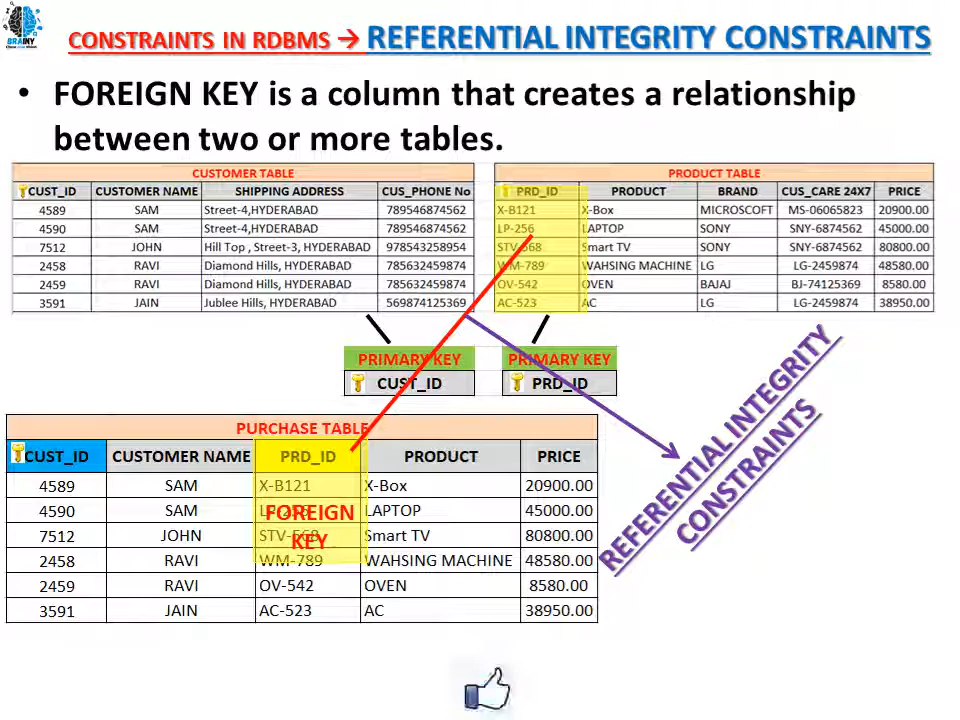 BRAINY
CONSTRAINTS IN RDBMS → REFERENTIAL INTEGRITY CONSTRAINTS
• FOREIGN KEY is a column that creates a relationship
between two or more tables.
CUSTOMER TABLE
CUST_ID CUSTOMER NAME SHIPPING ADDRESS CUS_PHONE No
4589 SAM Street-4,HYDERABAD 789546874562
4590 SAM Street-4,HYDERABAD 789546874562
7512 JOHN Hill Top , Street-3, HYDERABAD 978543258954
2458 RAVI Diamond Hills, HYDERABAD 785632459874
2459 RAVI Diamond Hills, HYDERABAD 785632459874
3591 JAIN Jublee Hills, HYDERABAD 569874125369
PRODUCT TABLE
PRD_ID PRODUCT BRAND CUS_CARE 24X7 PRICE
X-B121 X-Box MICROSCOFT MS-06065823 20900.00
LP-256 LAPTOP SONY SNY-6874562 45000.00
STV-568 Smart TV SONY SNY-6874562 80800.00
WM-789 WAHSING MACHINE LG LG-2459874 48580.00
OV-542 OVEN BAJAJ BJ-74125369 8580.00
AC-523 AC LG LG-2459874 38950.00
PRIMARY KEY
CUST_ID
PRIMARY KEY
PRD_ID
REFERENTIAL INTEGRITY
CONSTRAINTS
PURCHASE TABLE
CUST_ID CUSTOMER NAME PRD_ID PRODUCT PRICE
4589 SAM X-B121 X-Box 20900.00
4590 SAM LAPTOP 45000.00
7512 JOHN STV-568 Smart TV 80800.00
2458 RAVI WM-789 WAHSING MACHINE 48580.00
2459 RAVI OV-542 OVEN 8580.00
3591 JAIN AC-523 AC 38950.00
FOREIGN
KEY